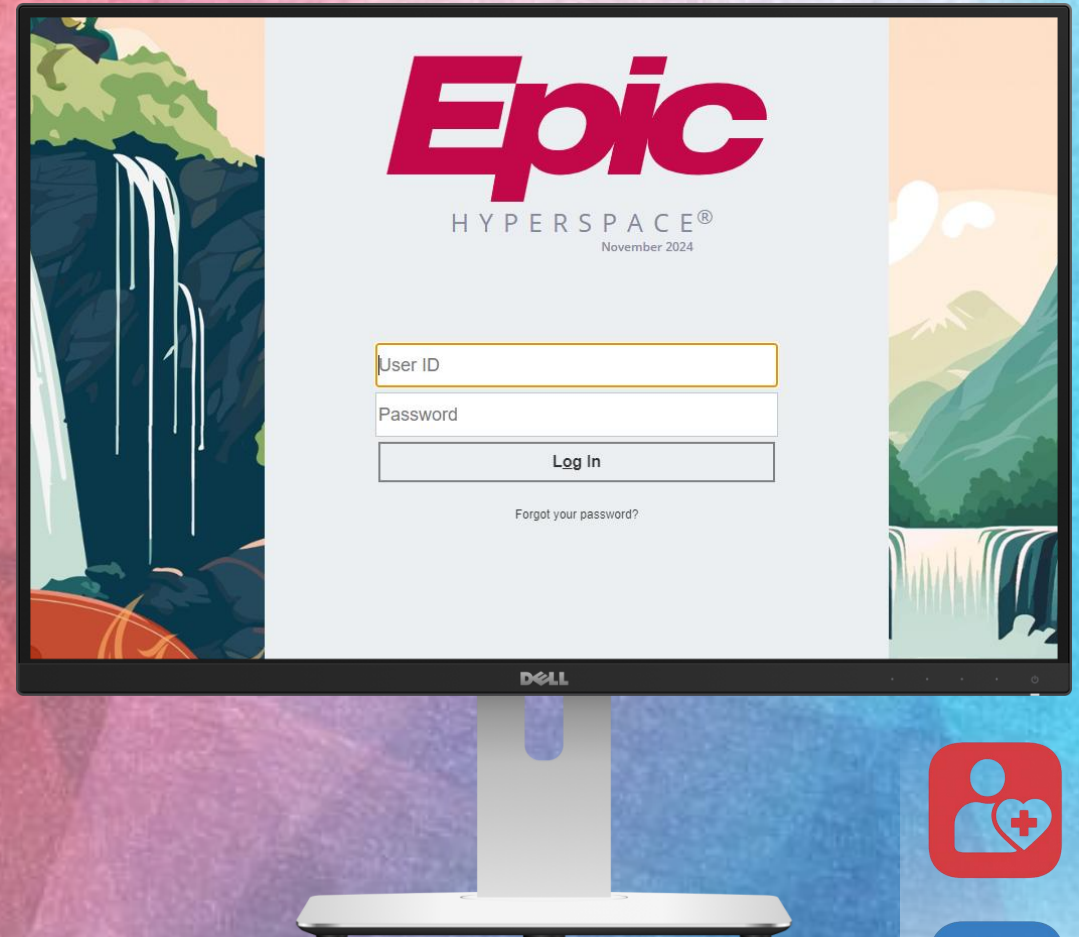 Epic
HYPERSPACE®
November 2024
User ID
Password
Log In
Forgot your password?
DELL